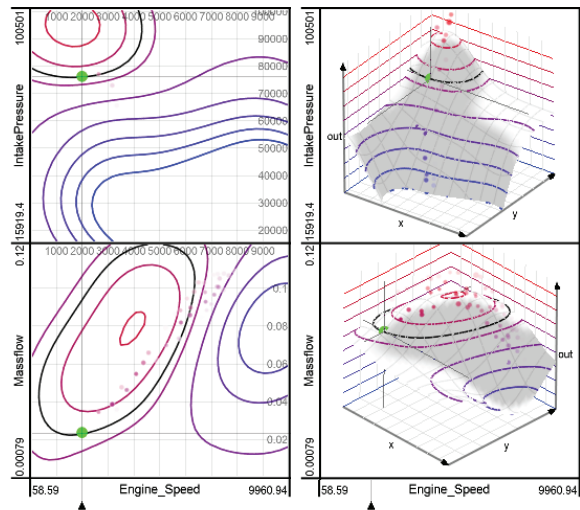 1000 2000 3000 4000 5000 6000 7000 8000 9000
100501
IntakePressure
15919.4
90000
80000
70000
60000
50000
40000
30000
20000
100501
IntakePressure
15919.4
out
x
y
1000 2000 3000 4000 5000 6000 7000 8000 9000
0.12
Massflow
0.00079
0.1
0.08
0.06
0.04
0.02
0.12
Massflow
0.00079
out
x
y
58.59 Engine_Speed 9960.94
58.59 Engine_Speed 9960.94